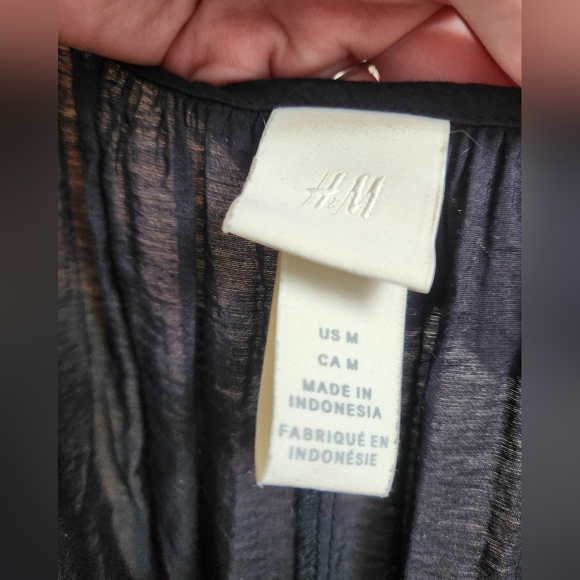 H&M
US M
CA M
MADE IN
INDONESIA
FABRIQUÉ EN
INDONÉSIE